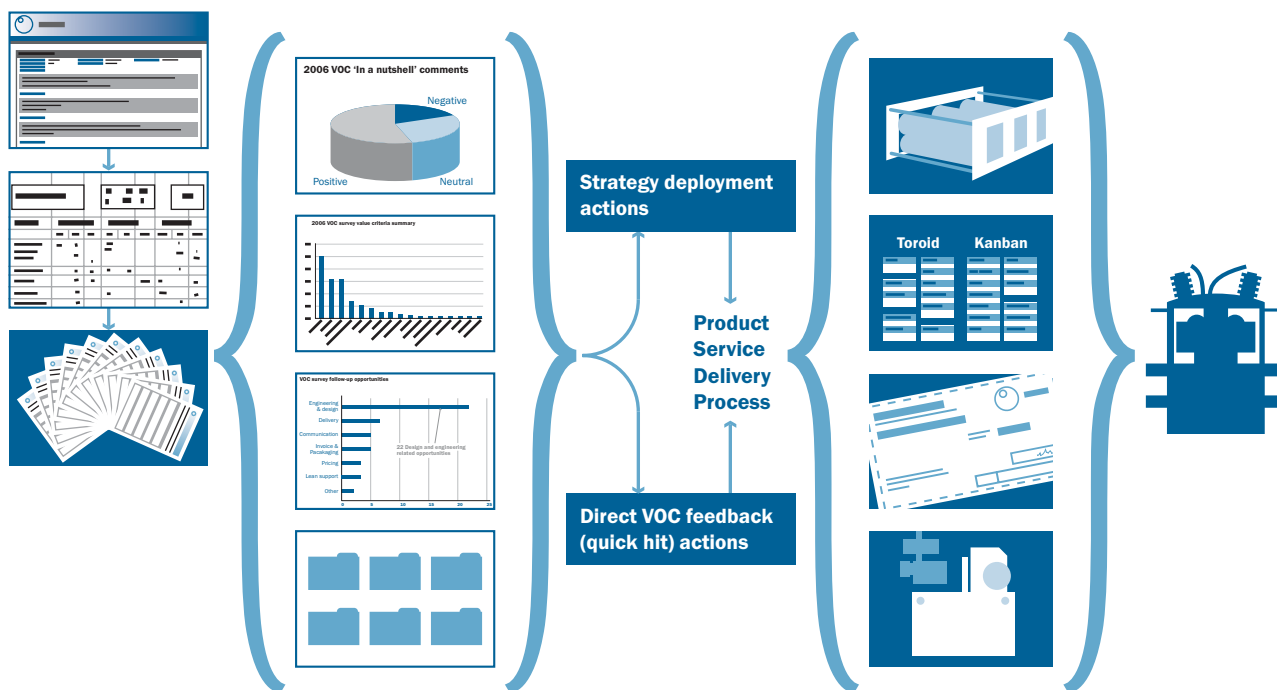 2006 VOC ‘In a nutshell’ comments
Negative
Positive
Neutral
2006 VOC survey value criteria summary
VOC survey follow-up opportunities
Engineering
& design
Delivery
Communication
Invoice &
Pacakaging
Pricing
Lean support
Other
22 Design and engineering
related opportunities
0 5 10 15 20 25
Strategy deployment
actions
Product
Service
Delivery
Process
Direct VOC feedback
(quick hit) actions
Toroid Kanban